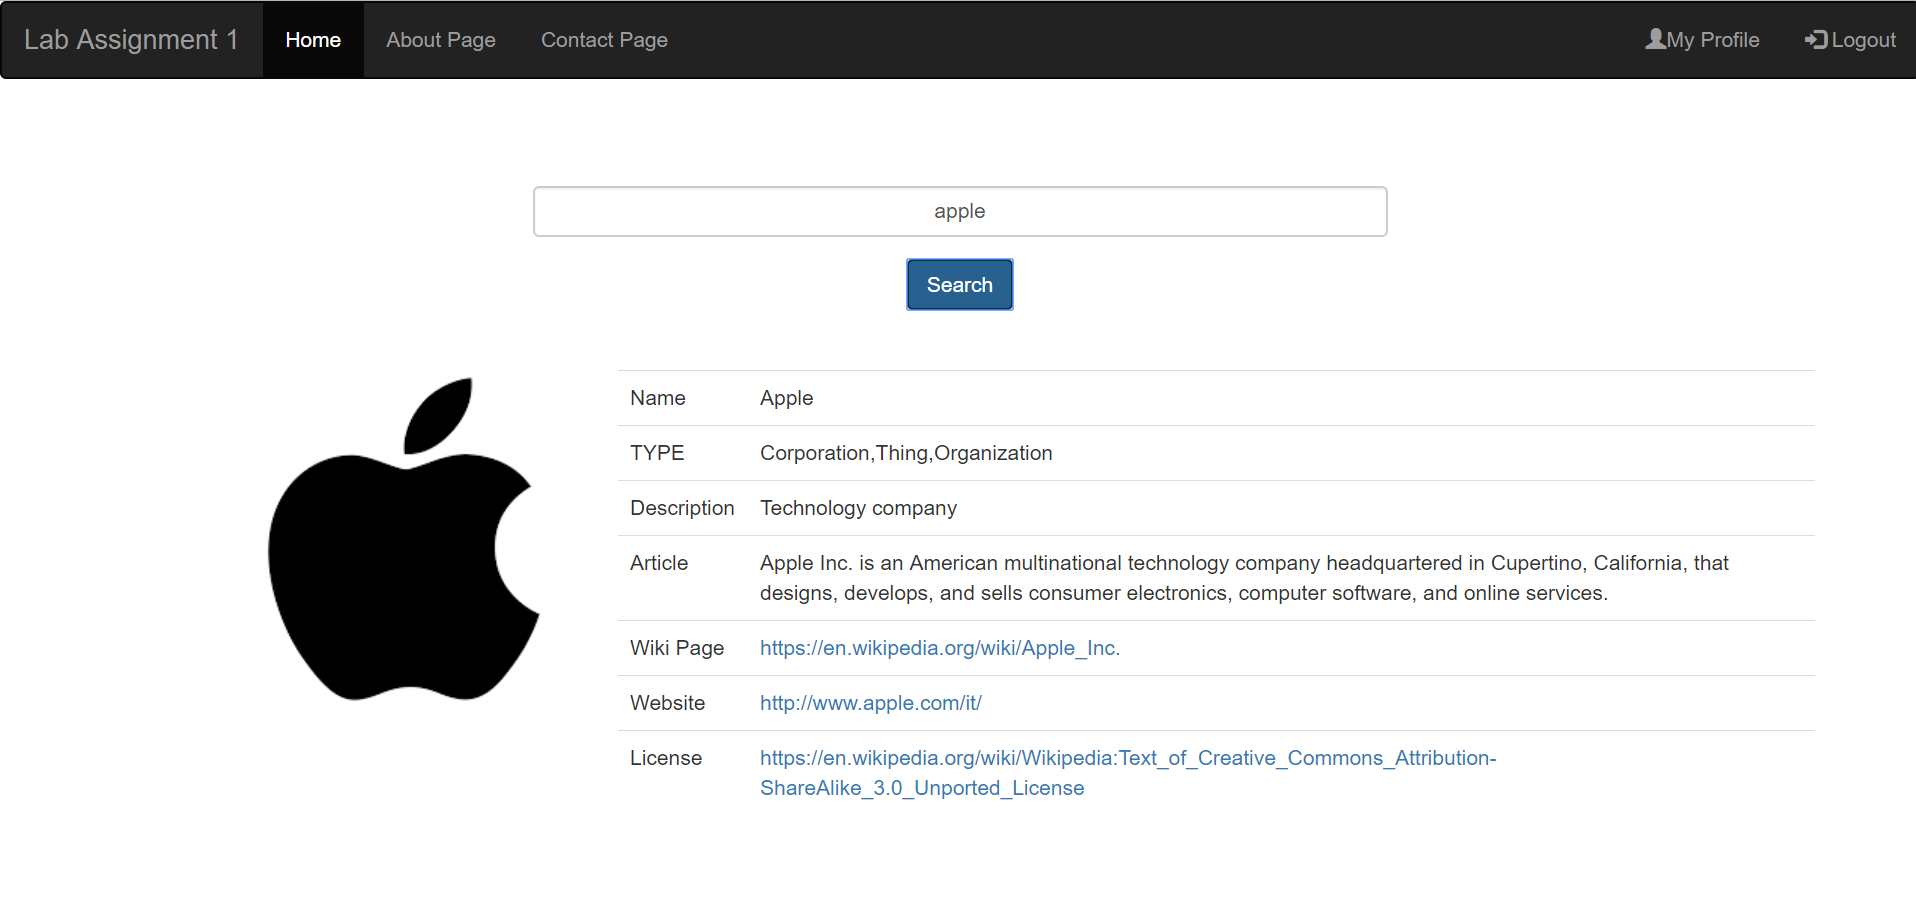 Lab Assignment 1 Home About Page Contact Page My Profile Logout
apple
Search
Name Apple
TYPE Corporation,Thing,Organization
Description Technology company
Article Apple Inc. is an American multinational technology company headquartered in Cupertino, California, that
designs, develops, and sells consumer electronics, computer software, and online services.
Wiki Page https://en.wikipedia.org/wiki/Apple_Inc.
Website http://www.apple.com/it/
License https://en.wikipedia.org/wiki/Wikipedia:Text_of_Creative_Commons_Attribution-
ShareAlike_3.0_Unported_License